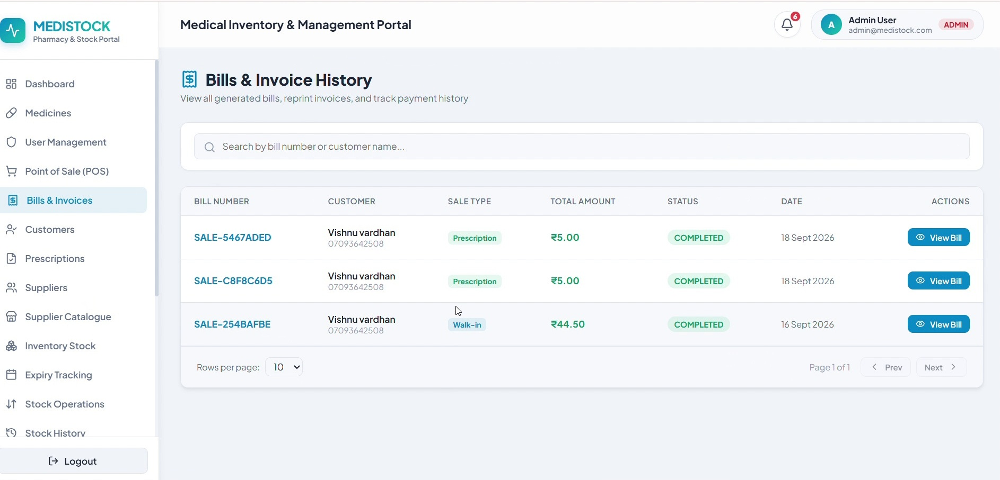 MEDISTOCK
Pharmacy & Stock Portal
Medical Inventory & Management Portal
6
A
Admin User
admin@medistock.com
ADMIN
Dashboard
Medicines
User Management
Point of Sale (POS)
Bills & Invoices
Customers
Prescriptions
Suppliers
Supplier Catalogue
Inventory Stock
Expiry Tracking
Stock Operations
Stock History
Logout
Bills & Invoice History
View all generated bills, reprint invoices, and track payment history
Search by bill number or customer name...
BILL NUMBER CUSTOMER SALE TYPE TOTAL AMOUNT STATUS DATE ACTIONS
SALE-5467ADED Vishnu vardhan Prescription ₹5.00 COMPLETED 18 Sept 2026 View Bill
07093642508
SALE-C8F8C6D5 Vishnu vardhan Prescription ₹5.00 COMPLETED 18 Sept 2026 View Bill
07093642508
SALE-254BAFBE Vishnu vardhan Walk-in ₹44.50 COMPLETED 16 Sept 2026 View Bill
07093642508
Rows per page: 10 Page 1 of 1 Prev Next